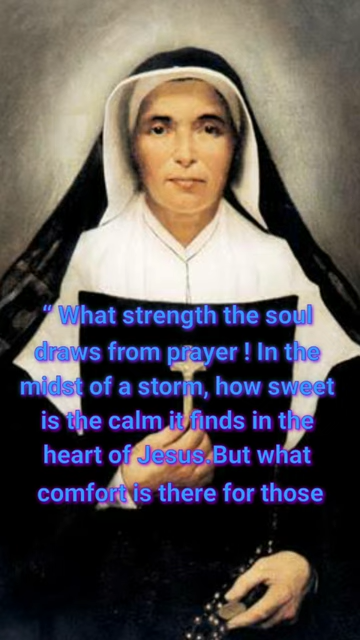 “ What strength the soul
draws from prayer ! In the
midst of a storm, how sweet
is the calm it finds in the
heart of Jesus.But what
comfort is there for those